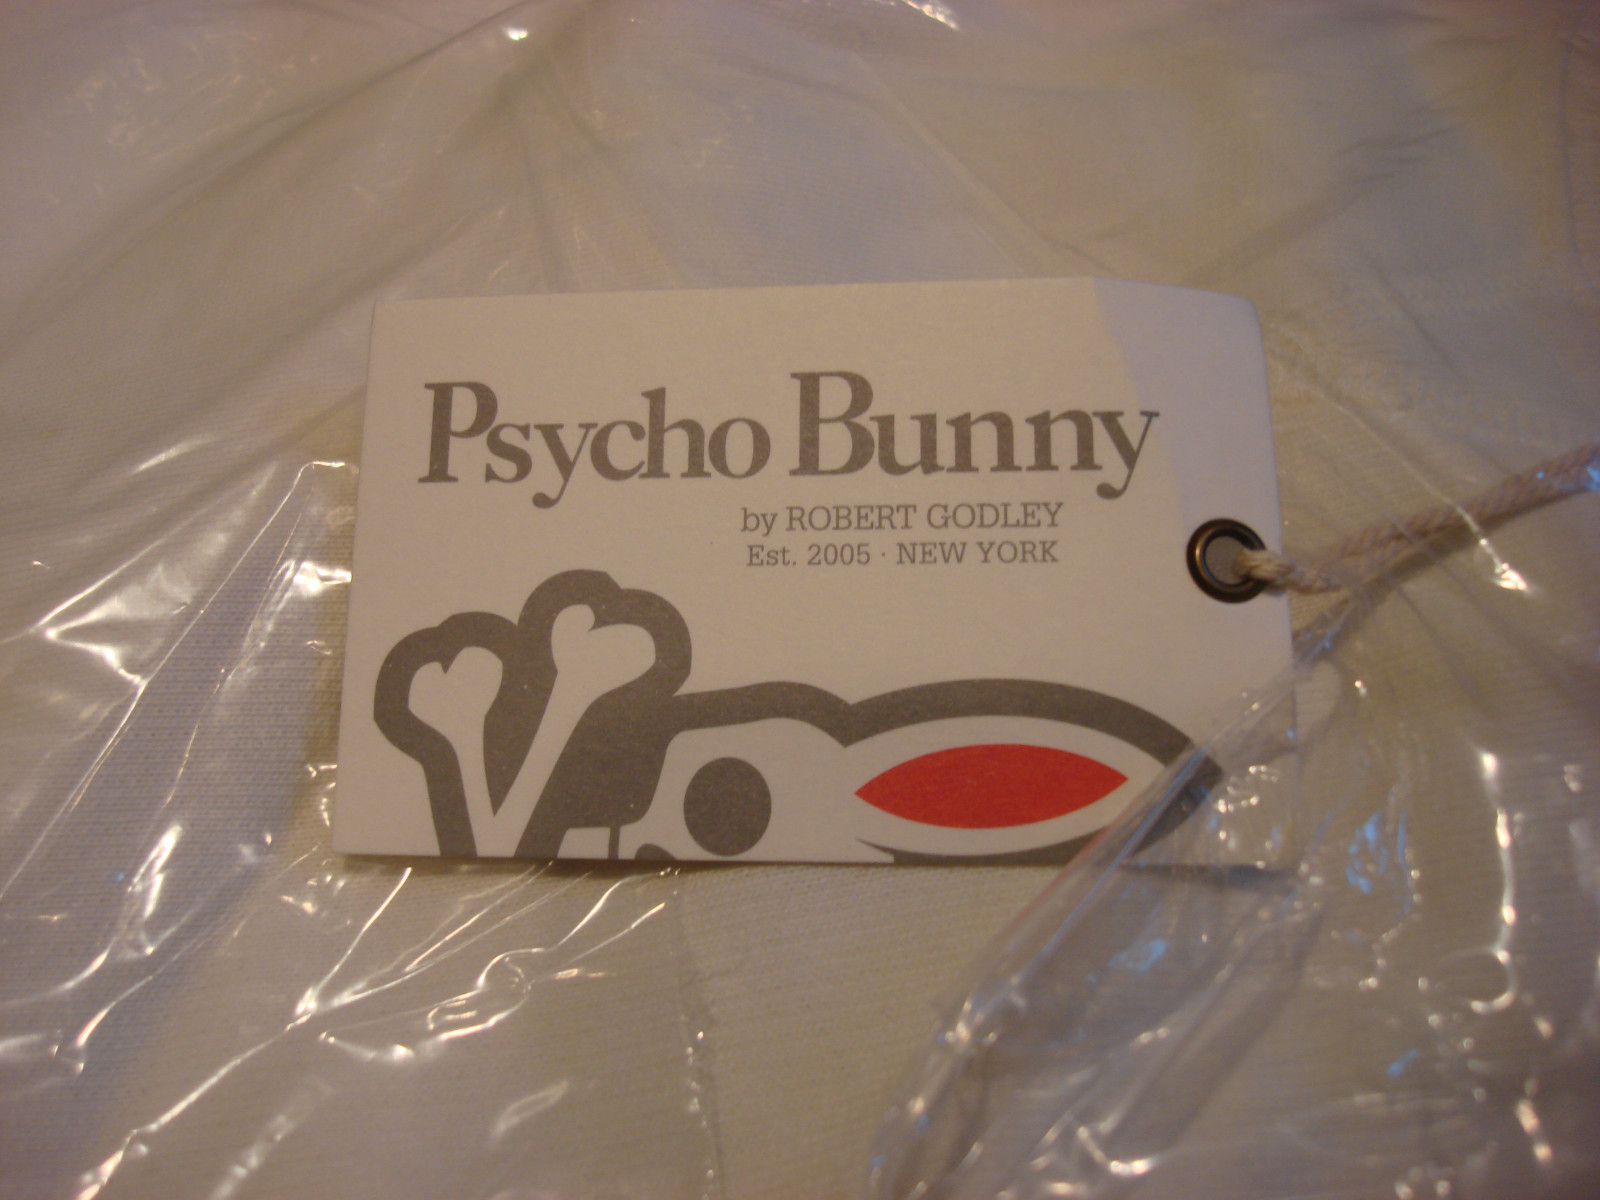 Psycho Bunny
by ROBERT GODLEY
Est. 2005 · NEW YORK